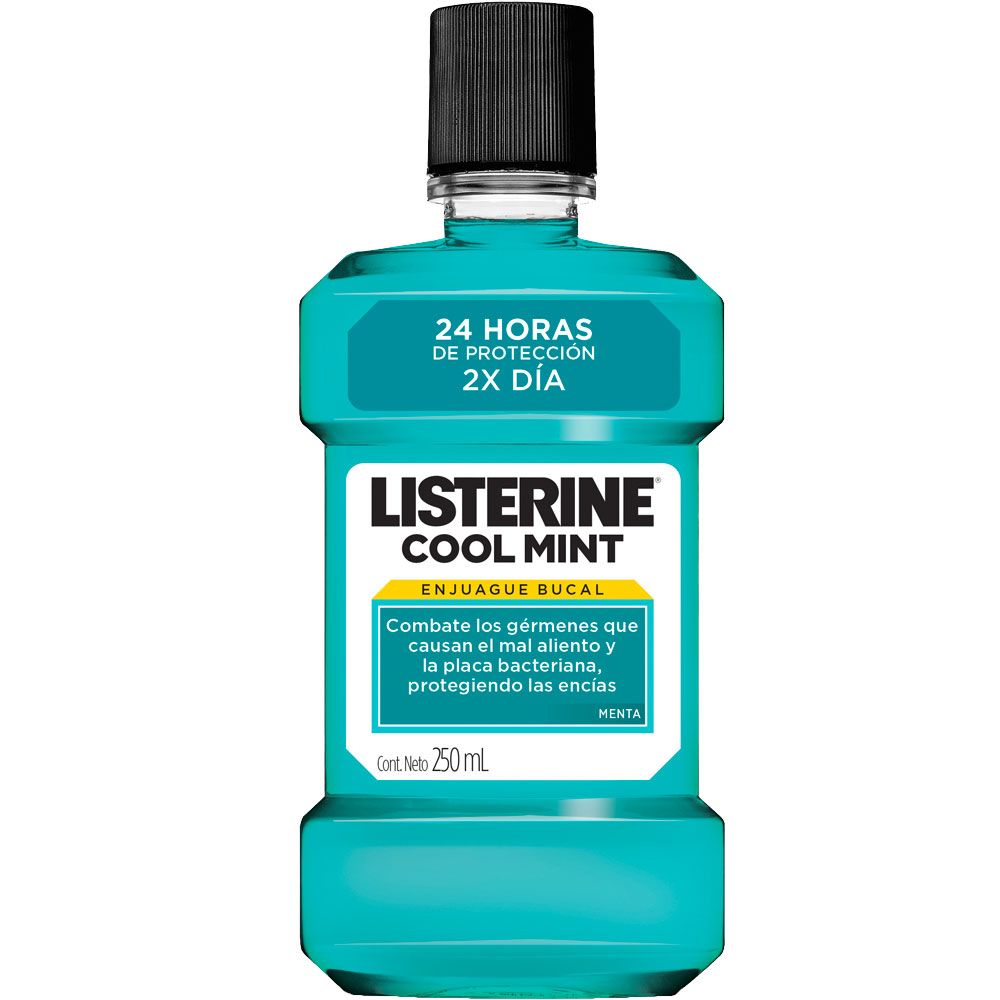 24 HORAS
DE PROTECCIÓN
2X DÍA
LISTERINE®
COOL MINT
ENJUAGUE BUCAL
Combate los gérmenes que
causan el mal aliento y
la placa bacteriana,
protegiendo las encías
MENTA
Cont. Neto 250 mL